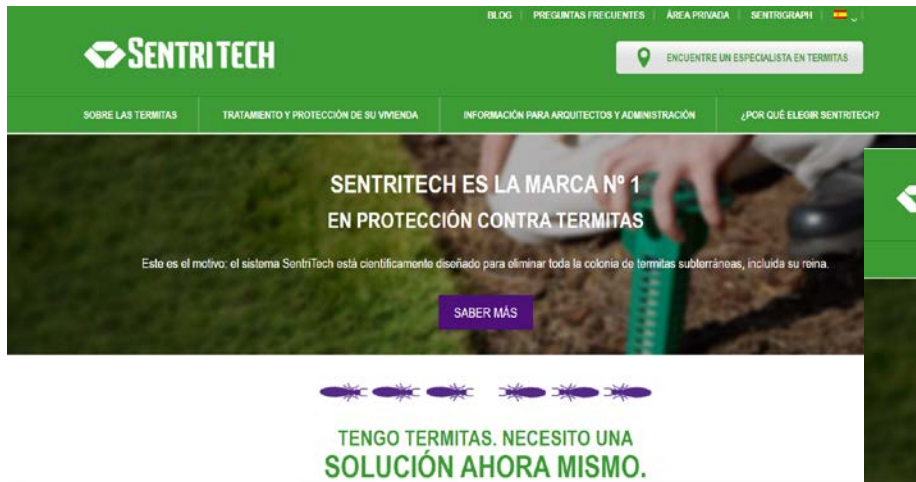 BLOG
PREGUNTAS FRECUENTES
ÁREA PRIVADA
SENTRIGRAPH
SENTRITECH
ENCUENTRE UN ESPECIALISTA EN TERMITAS
SOBRE LAS TERMITAS
TRATAMIENTO Y PROTECCIÓN DE SU VIVIENDA
INFORMACIÓN PARA ARQUITECTOS Y ADMINISTRACIÓN
¿POR QUÉ ELEGIR SENTRITECH?
SENTRITECH ES LA MARCA Nº 1
EN PROTECCIÓN CONTRA TERMITAS
Este es el motivo: el sistema SentriTech está científicamente diseñado para eliminar toda la colonia de termitas subterráneas, incluida su reina.
SABER MÁS
TENGO TERMITAS. NECESITO UNA
SOLUCIÓN AHORA MISMO.